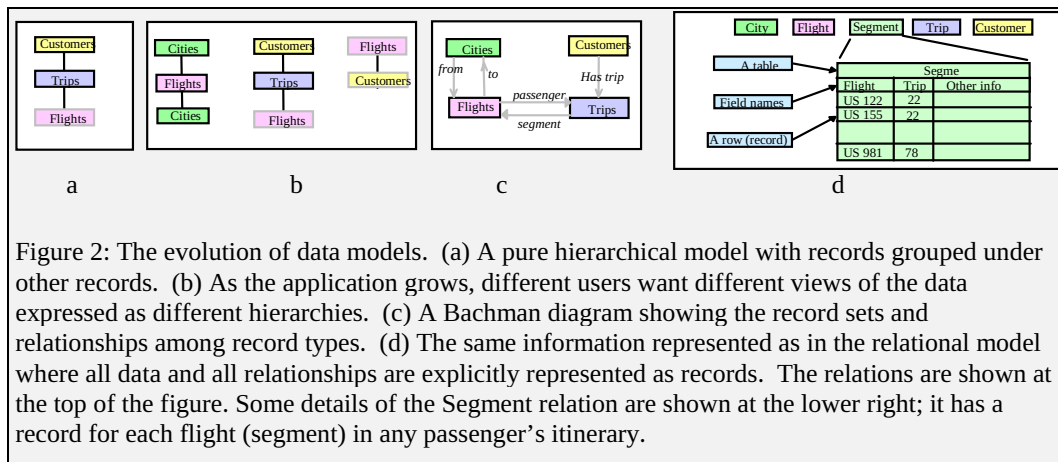 Customers
Trips
Flights
a
Cities
Flights
Cities
Customers
Trips
Flights
Flights
Customers
b
Cities
Customers
from
to
Has trip
passenger
Flights
Trips
segment
c
City Flight Segment Trip Customer
A table
Segme
Field names
Flight Trip Other info
US 122 22
US 155 22
A row (record)
US 981 78
d
Figure 2: The evolution of data models. (a) A pure hierarchical model with records grouped under
other records. (b) As the application grows, different users want different views of the data
expressed as different hierarchies. (c) A Bachman diagram showing the record sets and
relationships among record types. (d) The same information represented as in the relational model
where all data and all relationships are explicitly represented as records. The relations are shown at
the top of the figure. Some details of the Segment relation are shown at the lower right; it has a
record for each flight (segment) in any passenger’s itinerary.